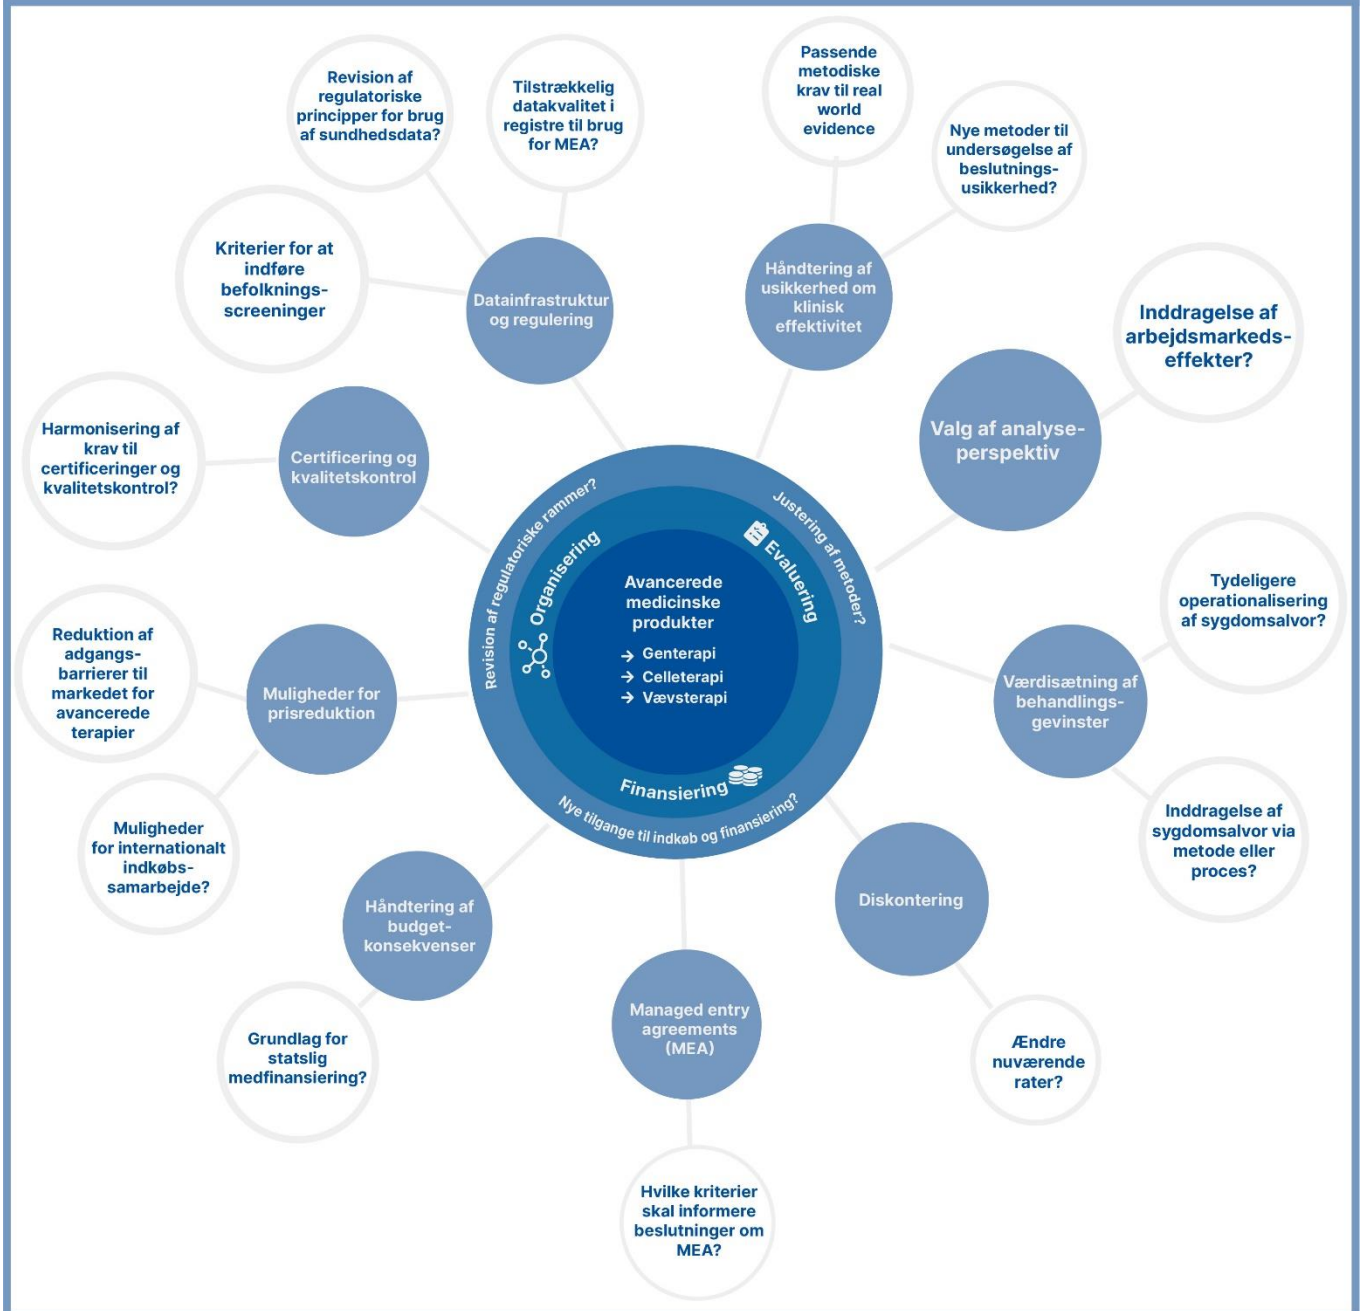 Revision af
regulatoriske
principper for brug
af sundhedsdata?
Tilstrækkelig
datakvalitet i
registre til brug
for MEA?
Passende
metodiske
krav til real
world
evidence
Nye metoder til
undersøgelse af
beslutnings-
usikkerhed?
Kriterier for at
indføre
befolknings-
screeninger
Datainfrastruktur
og regulering
Håndtering af
usikkerhed om
klinisk
effektivitet
Inddragelse af
arbejdsmarkeds-
effekter?
Harmonisering af
krav til
certificeringer og
kvalitetskontrol?
Certificering og
kvalitetskontrol
Valg af analyse-
perspektiv
Revision af regulatoriske rammer?
Organisering
Justering af metoder?
Evaluering
Avancerede
medicinske
produkter
→ Genterapi
→ Celleterapi
→ Vævsterapi
Finansiering
Nye tilgange til indkøb og finansiering?
Tydeligere
operationalisering
af sygdomsalvor?
Reduktion af
adgangs-
barrierer til
markedet for
avancerede
terapier
Muligheder for
prisreduktion
Værdisætning af
behandlings-
gevinster
Muligheder
for internationalt
indkøbs-
samarbejde?
Inddragelse af
sygdomsalvor via
metode eller
proces?
Håndtering af
budget-
konsekvenser
Diskontering
Grundlag for
statslig
medfinansiering?
Managed entry
agreements
(MEA)
Ændre
nuværende
rater?
Hvilke kriterier
skal informere
beslutninger om
MEA?